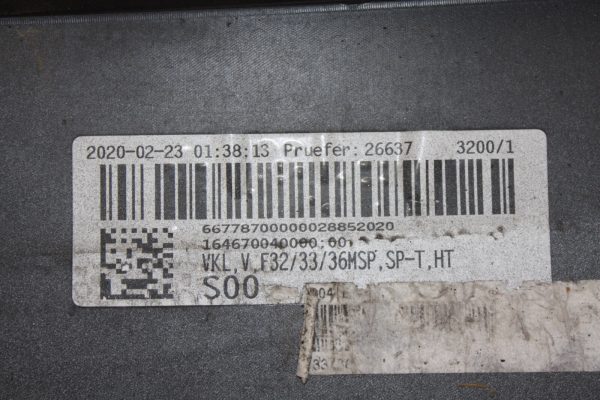 2020-02-23 01:38:13 Pruefer: 26637 3200/1
66778700000028852020
164670040000;00
VKL,V,F32/33/36MSP,SP-T,HT
S00